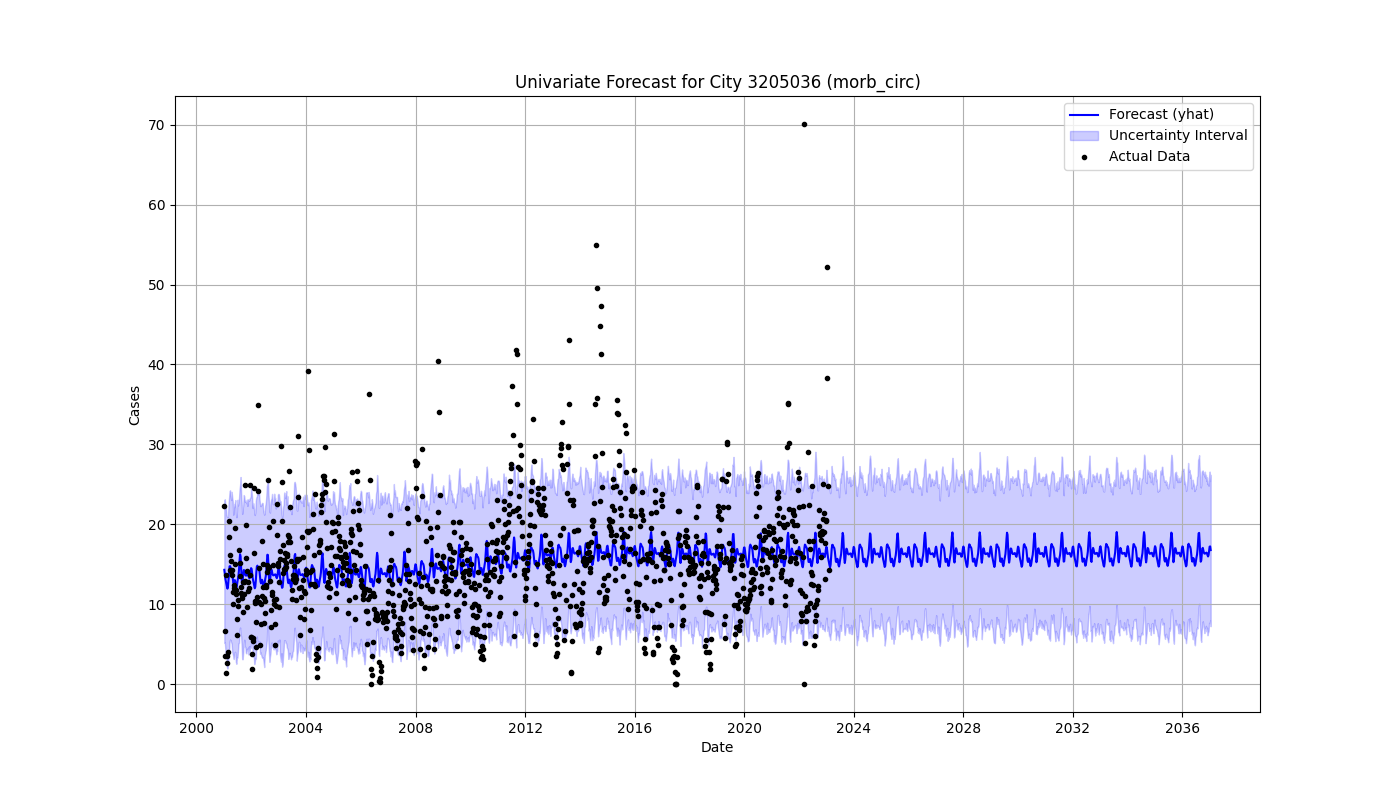 Univariate Forecast for City 3205036 (morb_circ)
Forecast (yhat)
Uncertainty Interval
Actual Data
70
60
50
40
30
20
10
0
Cases
2000 2004 2008 2012 2016 2020 2024 2028 2032 2036
Date